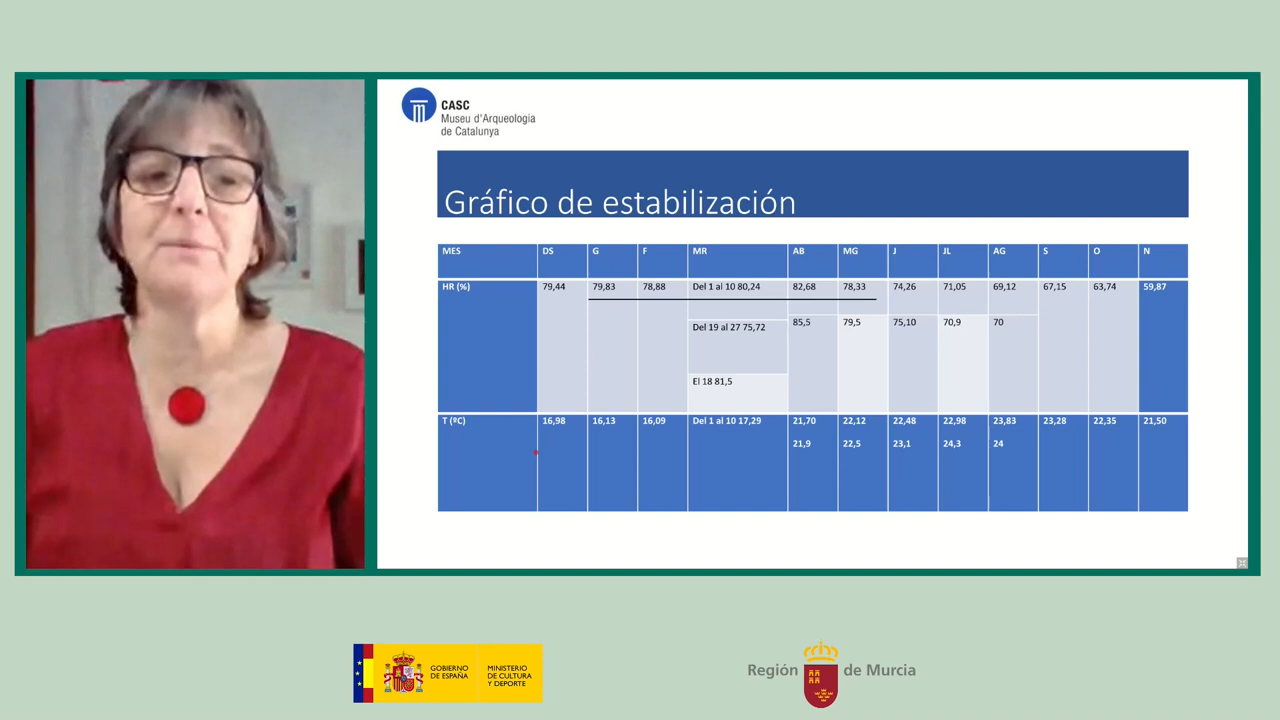 CASC
Museu d'Arqueologia
de Catalunya
Gráfico de estabilización
MES DS G F MR AB MG J JL AG S O N
HR (%) 79,44 79,83 78,88 Del 1 al 10 80,24 82,68 78,33 74,26 71,05 69,12 67,15 63,74 59,87
Del 19 al 27 75,72 85,5 79,5 75,10 70,9 70
El 18 81,5
T (ºC) 16,98 16,13 16,09 Del 1 al 10 17,29 21,70 22,12 22,48 22,98 23,83 23,28 22,35 21,50
21,9 22,5 23,1 24,3 24
GOBIERNO
DE ESPAÑA
MINISTERIO
DE CULTURA
Y DEPORTE
Región de Murcia